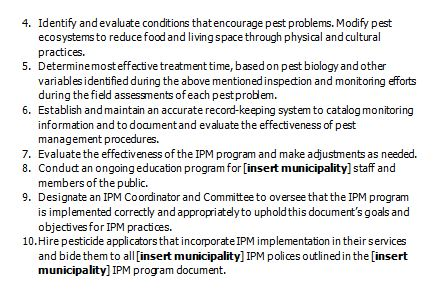 4. Identify and evaluate conditions that encourage pest problems. Modify pest
ecosystems to reduce food and living space through physical and cultural
practices.
5. Determine most effective treatment time, based on pest biology and other
variables identified during the above mentioned inspection and monitoring efforts
during the field assessments of each pest problem.
6. Establish and maintain an accurate record-keeping system to catalog monitoring
information and to document and evaluate the effectiveness of pest
management procedures.
7. Evaluate the effectiveness of the IPM program and make adjustments as needed.
8. Conduct an ongoing education program for [insert municipality] staff and
members of the public.
9. Designate an IPM Coordinator and Committee to oversee that the IPM program
is implemented correctly and appropriately to uphold this document's goals and
objectives for IPM practices.
10. Hire pesticide applicators that incorporate IPM implementation in their services
and bide them to all [insert municipality] IPM polices outlined in the [insert
municipality] IPM program document.